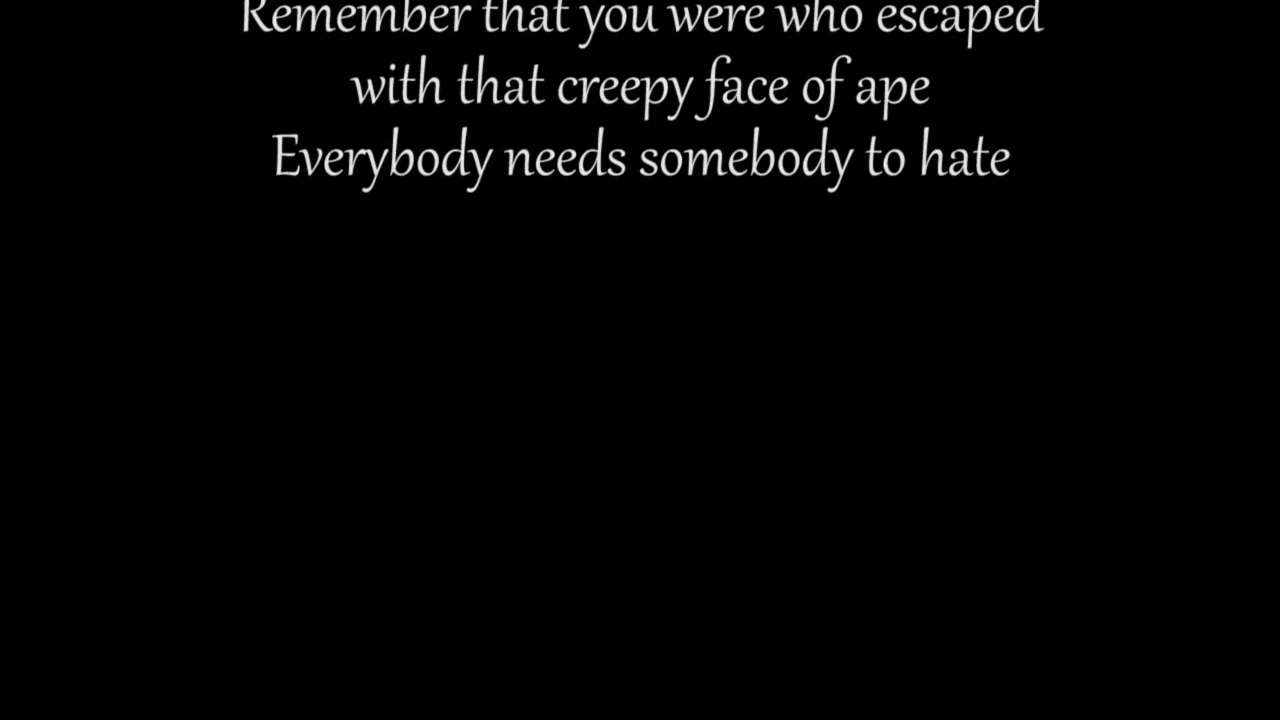 Remember that you were who escaped
with that creepy face of ape
Everybody needs somebody to hate